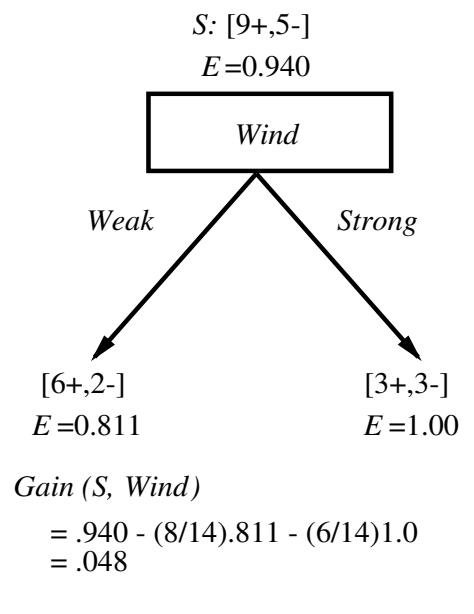 S: [9+,5-]
E=0.940
Wind
Weak Strong
[6+,2-] [3+,3-]
E=0.811 E=1.00
Gain (S, Wind)
= .940 - (8/14).811 - (6/14)1.0
= .048